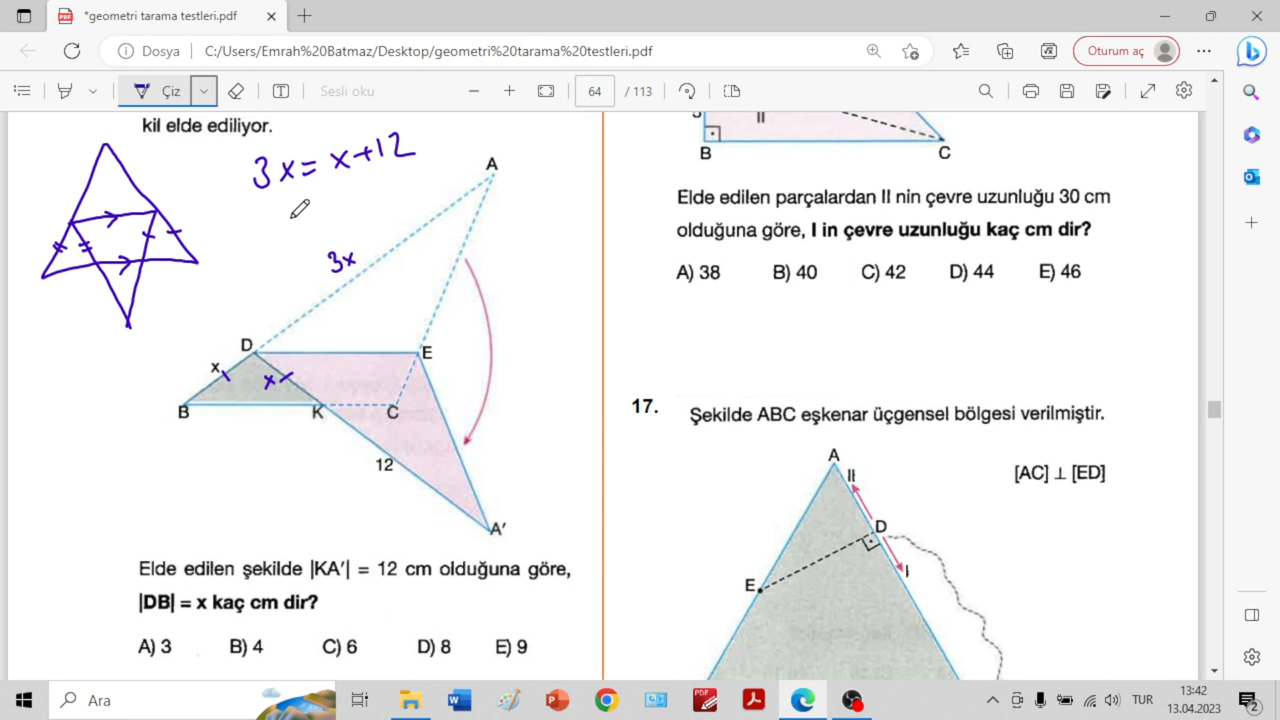 *geometri tarama testleri.pdf
Dosya
C:/Users/Emrah%20Batmaz/Desktop/geometri%20tarama%20testleri.pdf
Oturum aç
Çiz
Sesli oku
64
/ 113
kil elde ediliyor.
3x = x+12
A
3x
D
E
x
x
B
K
C
12
A′
Elde edilen şekilde |KA′| = 12 cm olduğuna göre,
|DB| = x kaç cm dir?
A) 3 B) 4 C) 6 D) 8 E) 9
II
B
C
Elde edilen parçalardan II nin çevre uzunluğu 30 cm
olduğuna göre, I in çevre uzunluğu kaç cm dir?
A) 38 B) 40 C) 42 D) 44 E) 46
17. Şekilde ABC eşkenar üçgensel bölgesi verilmiştir.
A
II
[AC] ⊥ [ED]
D
I
E
Ara
TUR
13:42
13.04.2023
2